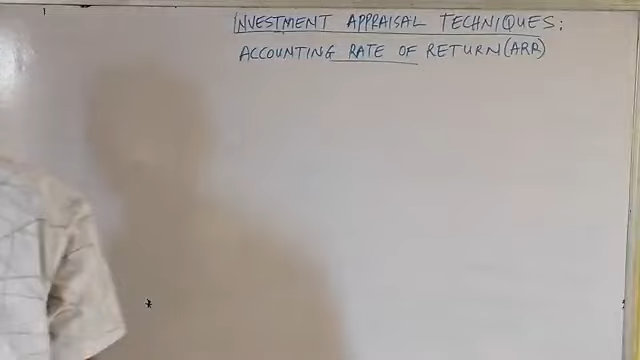 INVESTMENT APPRAISAL TECHNIQUES:
ACCOUNTING RATE OF RETURN (ARR)